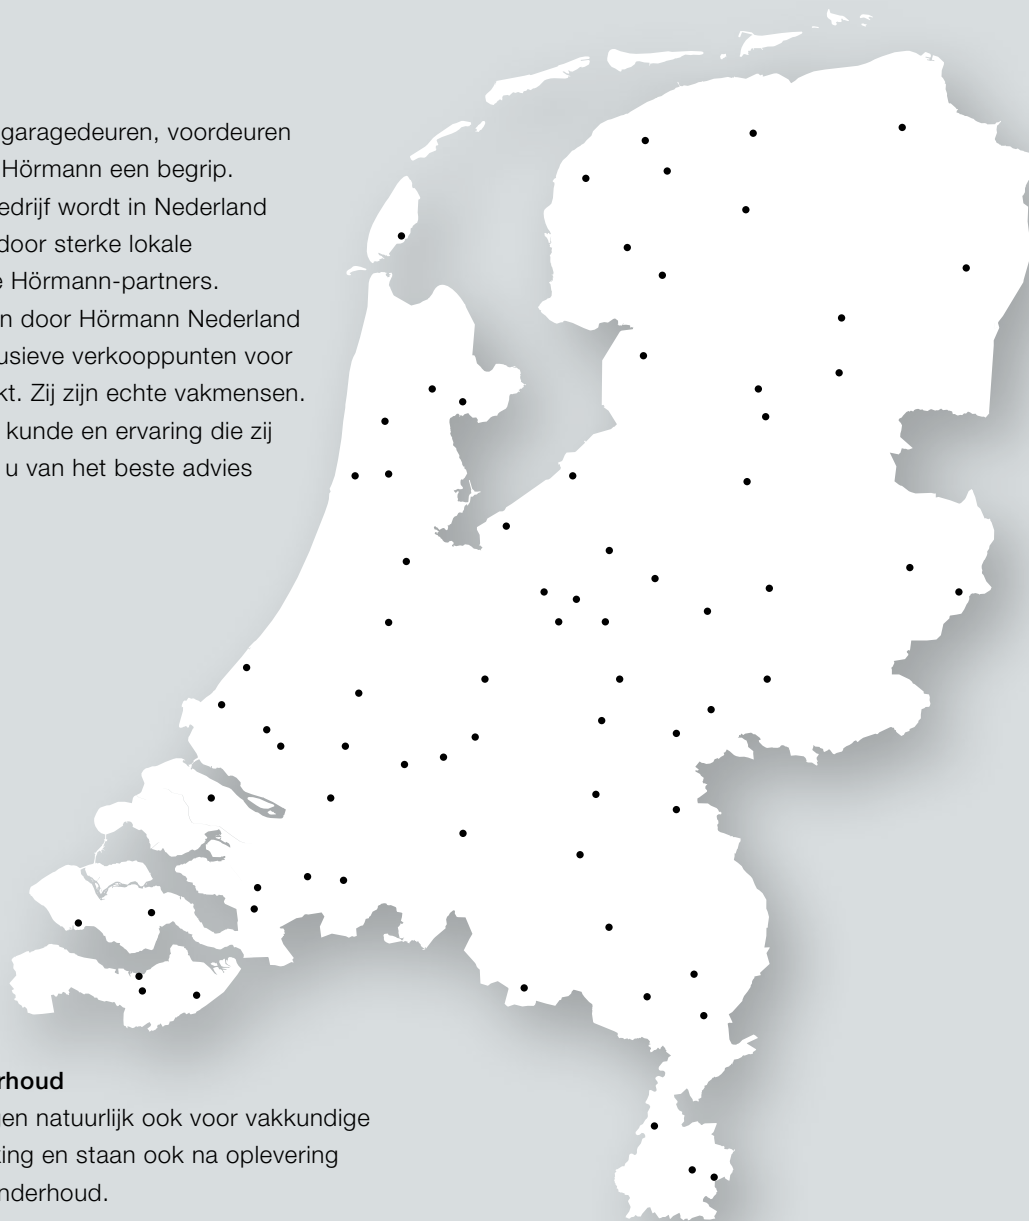 garagedeuren, voordeuren
Hörmann een begrip.
edrijf wordt in Nederland
door sterke lokale
e Hörmann-partners.
n door Hörmann Nederland
usieve verkooppunten voor
kt. Zij zijn echte vakmensen.
kunde en ervaring die zij
u van het beste advies
rhoud
gen natuurlijk ook voor vakkundige
king en staan ook na oplevering
nderhoud.